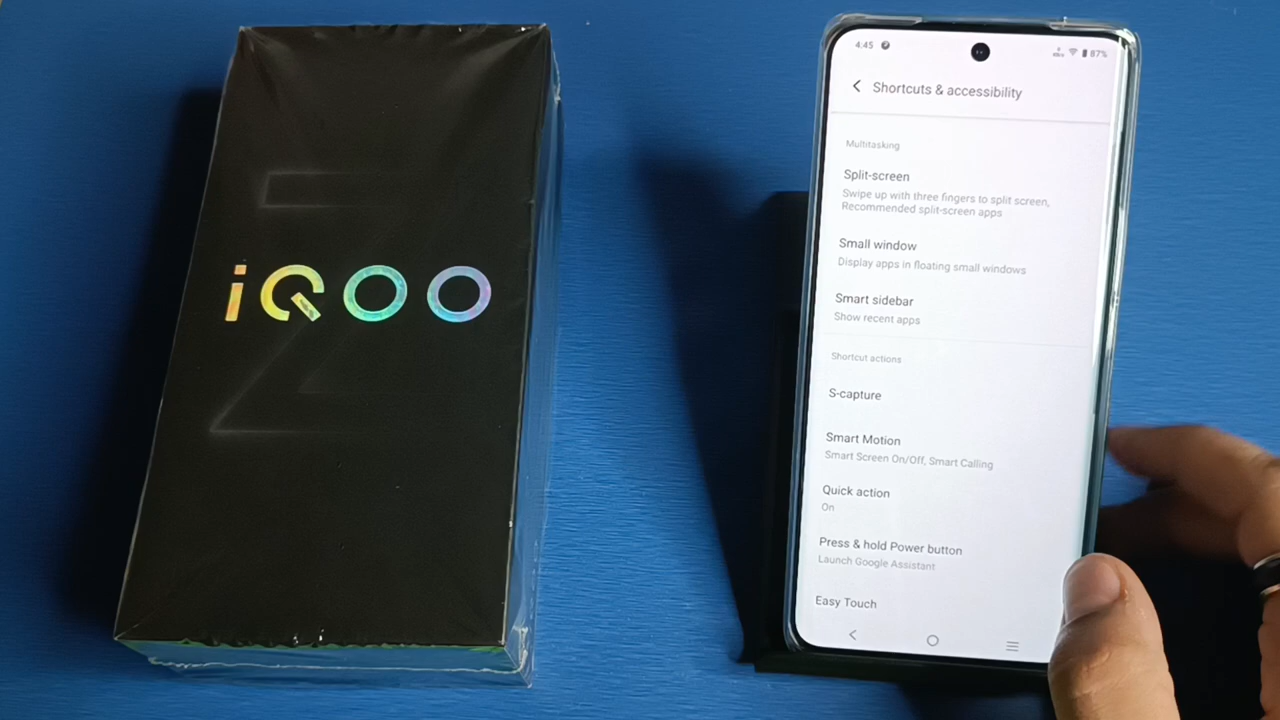 iQOO
4:45
87%
Shortcuts & accessibility
Multitasking
Split-screen
Swipe up with three fingers to split screen,
Recommended split-screen apps
Small window
Display apps in floating small windows
Smart sidebar
Show recent apps
Shortcut actions
S-capture
Smart Motion
Smart Screen On/Off, Smart Calling
Quick action
On
Press & hold Power button
Launch Google Assistant
Easy Touch